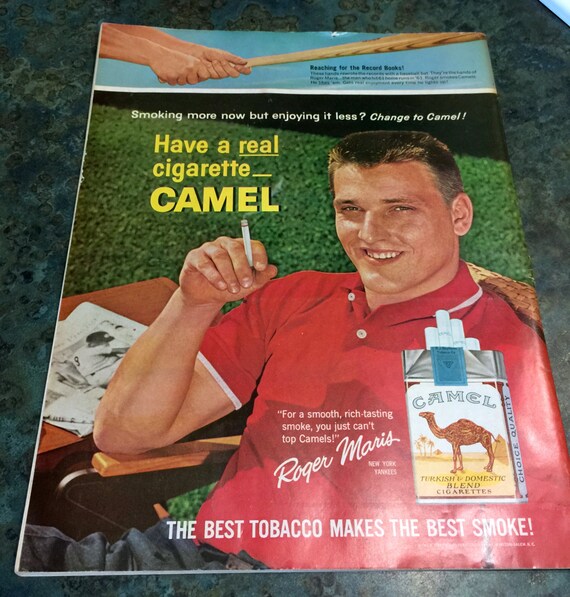 Reaching for the Record Books!
Smoking more now but enjoying it less? Change to Camel!
Have a real
cigarette—
CAMEL
"For a smooth, rich-tasting
smoke, you just can't
top Camels!"
Roger Maris
NEW YORK
YANKEES
CAMEL
CHOICE QUALITY
TURKISH & DOMESTIC
BLEND
CIGARETTES
THE BEST TOBACCO MAKES THE BEST SMOKE!